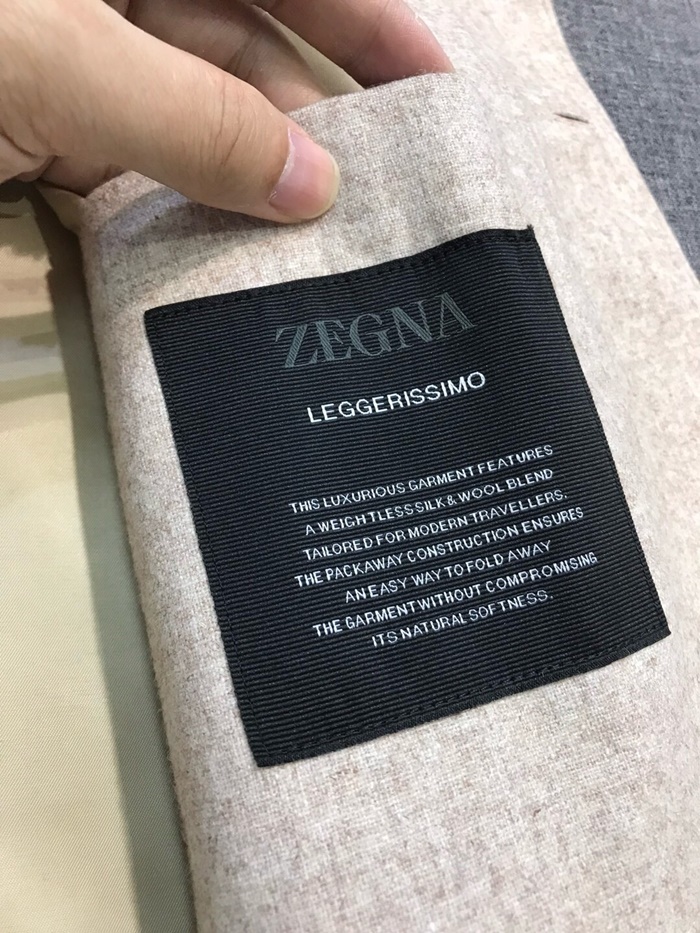 ZEGNA
LEGGERISSIMO
THIS LUXURIOUS GARMENT FEATURES
A WEIGHTLESS SILK & WOOL BLEND
TAILORED FOR MODERN TRAVELLERS.
THE PACKAWAY CONSTRUCTION ENSURES
AN EASY WAY TO FOLD AWAY
THE GARMENT WITHOUT COMPROMISING
ITS NATURAL SOFTNESS.